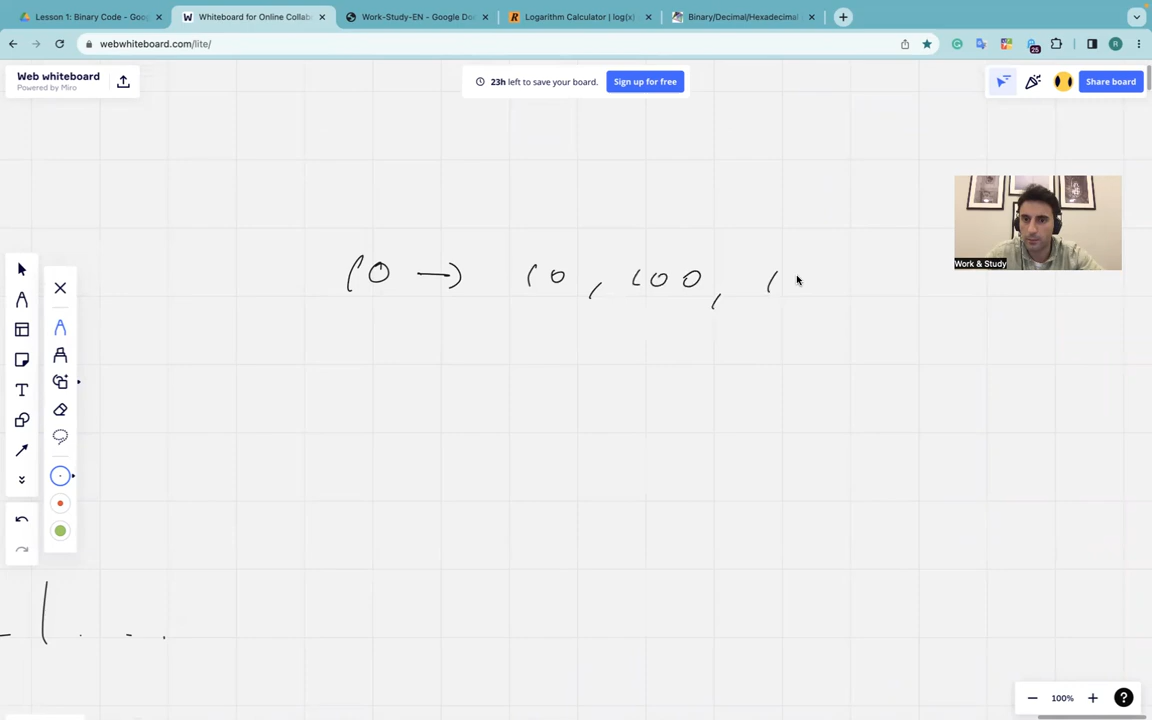 Lesson 1: Binary Code - Goog
Whiteboard for Online Collab
Work-Study-EN - Google Do
Logarithm Calculator | log(x)
Binary/Decimal/Hexadecimal
webwhiteboard.com/lite/
25
R
Web whiteboard
Powered by Miro
23h left to save your board.
Sign up for free
Share board
10 → 10, 100, 1
Work & Study
T
100%
?